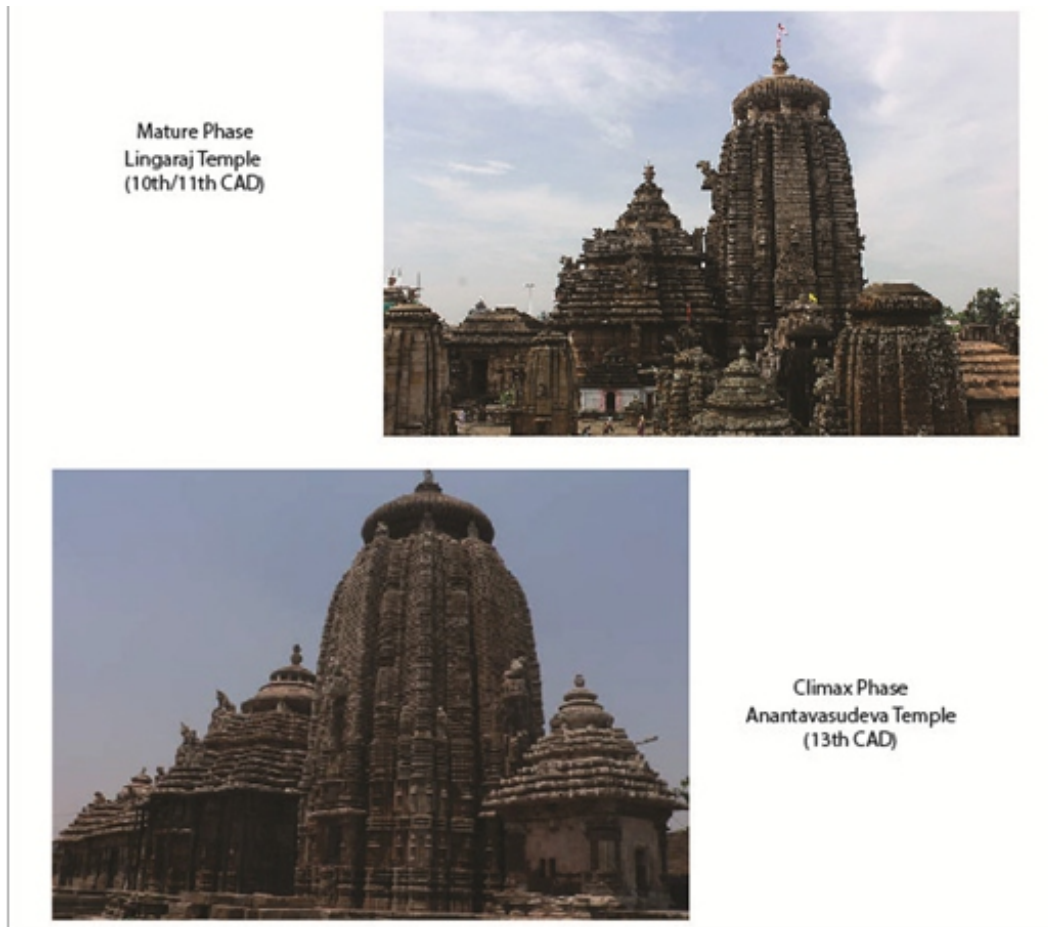 Mature Phase
Lingaraj Temple
(10th/11th CAD)
Climax Phase
Anantavasudeva Temple
(13th CAD)